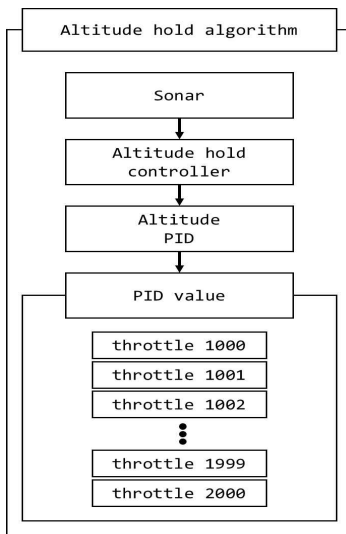 Altitude hold algorithm
Sonar
Altitude hold
controller
Altitude
PID
PID value
throttle 1000
throttle 1001
throttle 1002
throttle 1999
throttle 2000